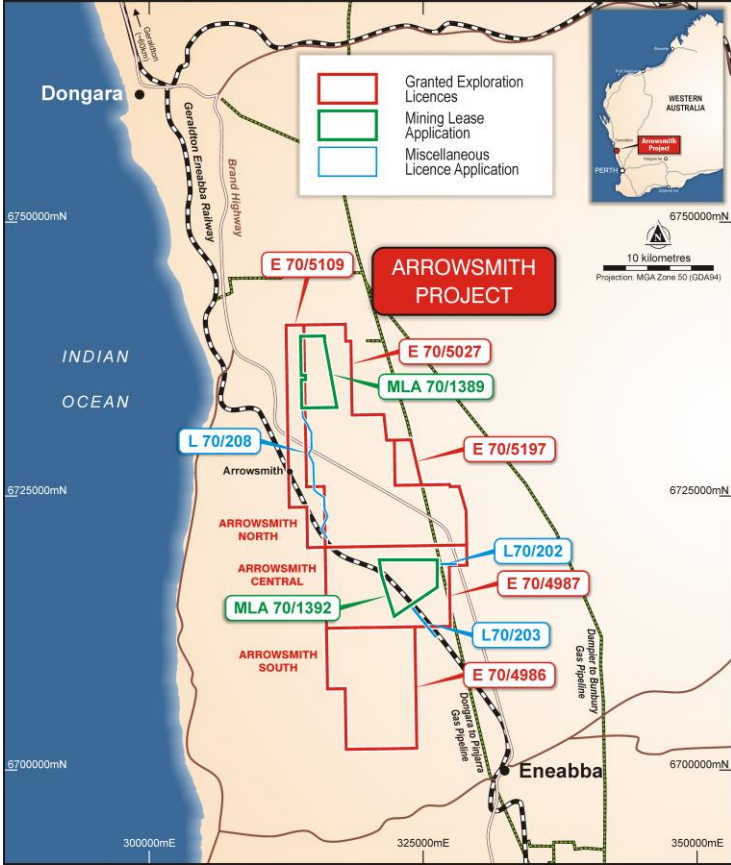 Geraldton
(~60km)
Dongara
Geraldton Eneabba Railway
Brand Highway
Granted Exploration
Licences
Mining Lease
Application
Miscellaneous
Licence Application
WESTERN
AUSTRALIA
Geraldton
Arrowsmith
Project
Kalgoorlie
PERTH
Esperance
6750000mN
6750000mN
N
10 kilometres
Projection: MGA Zone 50 (GDA94)
E 70/5109
ARROWSMITH
PROJECT
INDIAN
OCEAN
E 70/5027
MLA 70/1389
L 70/208
E 70/5197
Arrowsmith
6725000mN
6725000mN
ARROWSMITH
NORTH
L70/202
ARROWSMITH
CENTRAL
E 70/4987
MLA 70/1392
L70/203
ARROWSMITH
SOUTH
E 70/4986
Dampier to Bunbury
Gas Pipeline
Dongara to Pinjarra
Gas Pipeline
6700000mN
6700000mN
Eneabba
300000mE
325000mE
350000mE